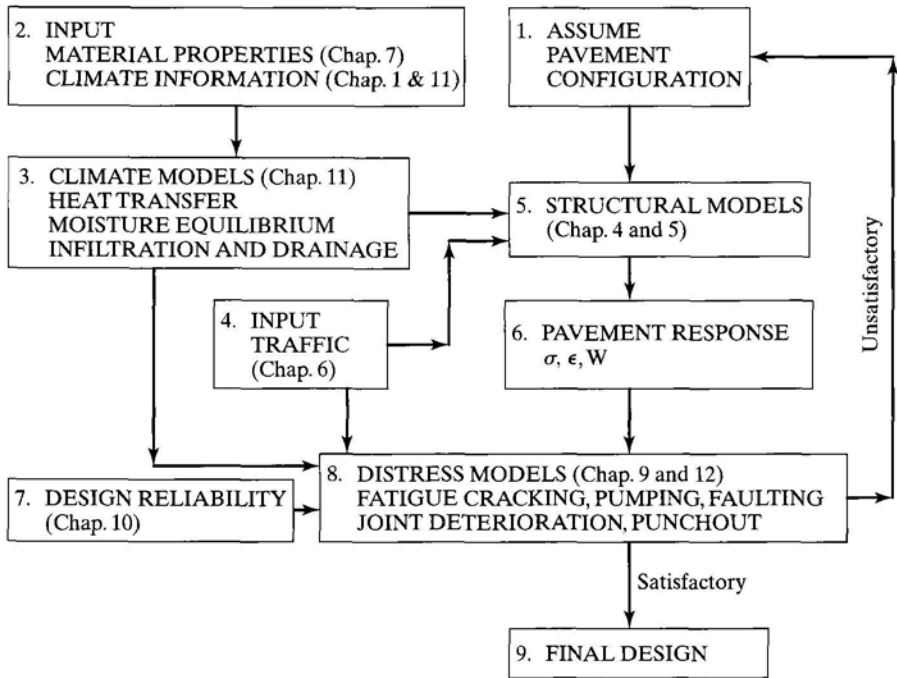 2. INPUT
MATERIAL PROPERTIES (Chap. 7)
CLIMATE INFORMATION (Chap. 1 & 11)
1. ASSUME
PAVEMENT
CONFIGURATION
3. CLIMATE MODELS (Chap. 11)
HEAT TRANSFER
MOISTURE EQUILIBRIUM
INFILTRATION AND DRAINAGE
5. STRUCTURAL MODELS
(Chap. 4 and 5)
4. INPUT
TRAFFIC
(Chap. 6)
6. PAVEMENT RESPONSE
σ, ϵ, W
Unsatisfactory
7. DESIGN RELIABILITY
(Chap. 10)
8. DISTRESS MODELS (Chap. 9 and 12)
FATIGUE CRACKING, PUMPING, FAULTING
JOINT DETERIORATION, PUNCHOUT
Satisfactory
9. FINAL DESIGN